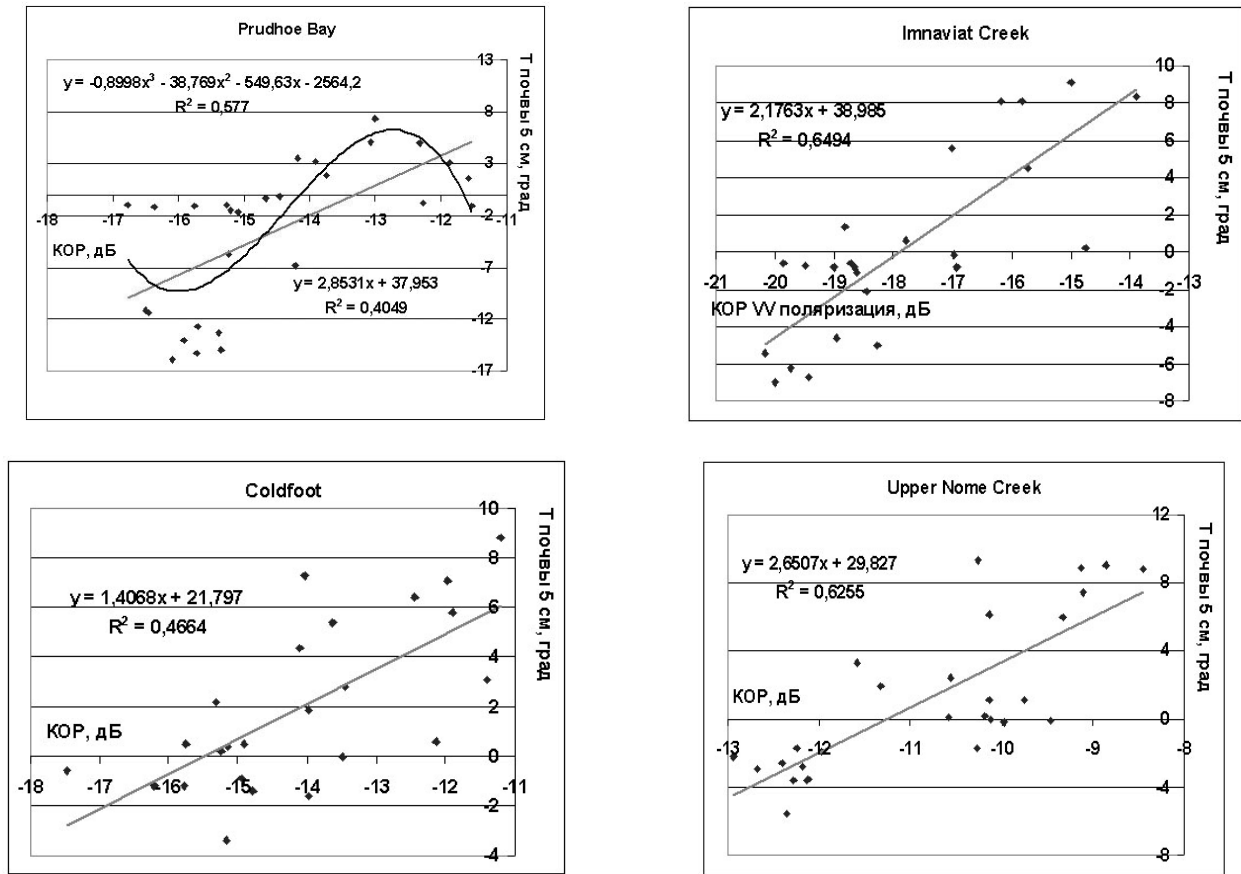 Prudhoe Bay
y = -0,8998x³ - 38,769x² - 549,63x - 2564,2
R² = 0,577
13
8
3
-2
-7
-12
-17
Т почвы 5 см, град
-18 -17 -16 -15 -14 -13 -12 -11
КОР, дБ
y = 2,8531x + 37,953
R² = 0,4049
Imnaviat Creek
y = 2,1763x + 38,985
R² = 0,6494
10
8
6
4
2
0
-2
-4
-6
-8
Т почвы 5 см, град
-21 -20 -19 -18 -17 -16 -15 -14 -13
КОР VV поляризация, дБ
Coldfoot
y = 1,4068x + 21,797
R² = 0,4664
10
8
6
4
2
0
-2
-4
Т почвы 5 см, град
КОР, дБ
-18 -17 -16 -15 -14 -13 -12 -11
Upper Nome Creek
y = 2,6507x + 29,827
R² = 0,6255
12
8
4
0
-4
-8
Т почвы 5 см, град
КОР, дБ
-13 -12 -11 -10 -9 -8